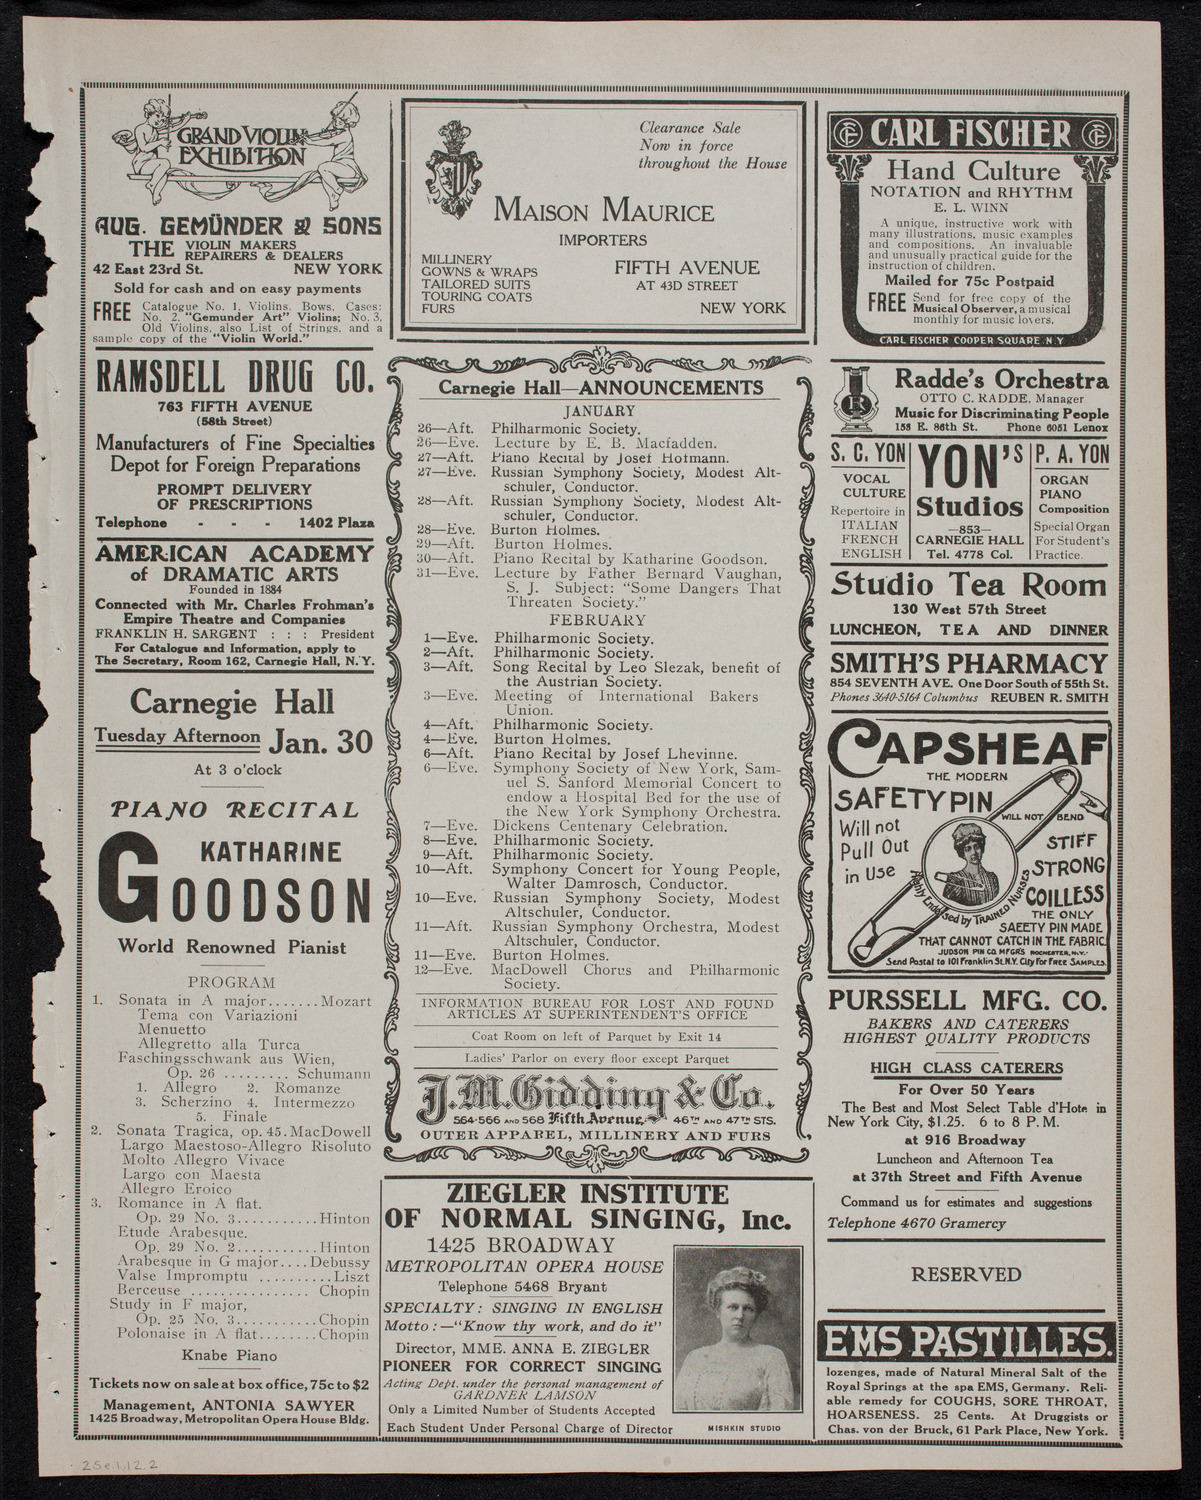 GRAND VIOLIN
EXHIBITION
AUG. GEMÜNDER & SONS
THE VIOLIN MAKERS
REPAIRERS & DEALERS
42 East 23rd St. NEW YORK
Sold for cash and on easy payments
FREE Catalogue No. 1, Violins, Bows, Cases;
No. 2, "Gemunder Art" Violins; No. 3,
Old Violins, also List of Strings, and a
sample copy of the "Violin World."
RAMSDELL DRUG CO.
763 FIFTH AVENUE
(58th Street)
Manufacturers of Fine Specialties
Depot for Foreign Preparations
PROMPT DELIVERY
OF PRESCRIPTIONS
Telephone - - - 1402 Plaza
AMERICAN ACADEMY
of DRAMATIC ARTS
Founded in 1884
Connected with Mr. Charles Frohman's
Empire Theatre and Companies
FRANKLIN H. SARGENT : : : President
For Catalogue and Information, apply to
The Secretary, Room 162, Carnegie Hall, N. Y.
Carnegie Hall
Tuesday Afternoon Jan. 30
At 3 o'clock
PIANO RECITAL
KATHARINE
GOODSON
World Renowned Pianist
PROGRAM
1. Sonata in A major.......Mozart
Tema con Variazioni
Menuetto
Allegretto alla Turca
Faschingsschwank aus Wien,
Op. 26 ......... Schumann
1. Allegro 2. Romanze
3. Scherzino 4. Intermezzo
5. Finale
2. Sonata Tragica, op. 45. MacDowell
Largo Maestoso-Allegro Risoluto
Molto Allegro Vivace
Largo con Maesta
Allegro Eroico
3. Romance in A flat.
Op. 29 No. 3...........Hinton
Etude Arabesque.
Op. 29 No. 2...........Hinton
Arabesque in G major....Debussy
Valse Impromptu ..........Liszt
Berceuse ................ Chopin
Study in F major,
Op. 25 No. 3...........Chopin
Polonaise in A flat........Chopin
Knabe Piano
Tickets now on sale at box office, 75c to $2
Management, ANTONIA SAWYER
1425 Broadway, Metropolitan Opera House Bldg.
Clearance Sale
Now in force
throughout the House
MAISON MAURICE
IMPORTERS
MILLINERY
GOWNS & WRAPS
TAILORED SUITS
TOURING COATS
FURS
FIFTH AVENUE
AT 43D STREET
NEW YORK
Carnegie Hall—ANNOUNCEMENTS
JANUARY
26—Aft. Philharmonic Society.
26—Eve. Lecture by E. B. Macfadden.
27—Aft. Piano Recital by Josef Hofmann.
27—Eve. Russian Symphony Society, Modest Alt-
schuler, Conductor.
28—Aft. Russian Symphony Society, Modest Alt-
schuler, Conductor.
28—Eve. Burton Holmes.
29—Aft. Burton Holmes.
30—Aft. Piano Recital by Katharine Goodson.
31—Eve. Lecture by Father Bernard Vaughan,
S. J. Subject: "Some Dangers That
Threaten Society."
FEBRUARY
1—Eve. Philharmonic Society.
2—Aft. Philharmonic Society.
3—Aft. Song Recital by Leo Slezak, benefit of
the Austrian Society.
3—Eve. Meeting of International Bakers
Union.
4—Aft. Philharmonic Society.
4—Eve. Burton Holmes.
6—Aft. Piano Recital by Josef Lhevinne.
6—Eve. Symphony Society of New York, Sam-
uel S. Sanford Memorial Concert to
endow a Hospital Bed for the use of
the New York Symphony Orchestra.
7—Eve. Dickens Centenary Celebration.
8—Eve. Philharmonic Society.
9—Aft. Philharmonic Society.
10—Aft. Symphony Concert for Young People,
Walter Damrosch, Conductor.
10—Eve. Russian Symphony Society, Modest
Altschuler, Conductor.
11—Aft. Russian Symphony Orchestra, Modest
Altschuler, Conductor.
11—Eve. Burton Holmes.
12—Eve. MacDowell Chorus and Philharmonic
Society.
INFORMATION BUREAU FOR LOST AND FOUND
ARTICLES AT SUPERINTENDENT'S OFFICE
Coat Room on left of Parquet by Exit 14
Ladies' Parlor on every floor except Parquet
J.M. Gidding & Co.
564-566 AND 568 Fifth Avenue 46TH AND 47TH STS.
OUTER APPAREL, MILLINERY AND FURS
ZIEGLER INSTITUTE
OF NORMAL SINGING, Inc.
1425 BROADWAY
METROPOLITAN OPERA HOUSE
Telephone 5468 Bryant
SPECIALTY: SINGING IN ENGLISH
Motto:—"Know thy work, and do it"
Director, MME. ANNA E. ZIEGLER
PIONEER FOR CORRECT SINGING
Acting Dept. under the personal management of
GARDNER LAMSON
Only a Limited Number of Students Accepted
Each Student Under Personal Charge of Director
MISHKIN STUDIO
CF CARL FISCHER CF
Hand Culture
NOTATION and RHYTHM
E. L. WINN
A unique, instructive work with
many illustrations, music examples
and compositions. An invaluable
and unusually practical guide for the
instruction of children.
Mailed for 75c Postpaid
FREE Send for free copy of the
Musical Observer, a musical
monthly for music lovers.
CARL FISCHER COOPER SQUARE N.Y
R
Radde's Orchestra
OTTO C. RADDE, Manager
Music for Discriminating People
158 E. 86th St. Phone 6051 Lenox
S. C. YON
VOCAL
CULTURE
Repertoire in
ITALIAN
FRENCH
ENGLISH
YON'S
Studios
—853—
CARNEGIE HALL
Tel. 4778 Col.
P. A. YON
ORGAN
PIANO
Composition
Special Organ
For Student's
Practice.
Studio Tea Room
130 West 57th Street
LUNCHEON, TEA AND DINNER
SMITH'S PHARMACY
854 SEVENTH AVE. One Door South of 55th St.
Phones 3640-5164 Columbus REUBEN R. SMITH
CAPSHEAF
THE MODERN
SAFETY PIN
WILL NOT BEND
Will not
Pull Out
in Use
STIFF
STRONG
COILLESS
Highly Endorsed by TRAINED NURSES
THE ONLY
SAFETY PIN MADE
THAT CANNOT CATCH IN THE FABRIC.
JUDSON PIN CO. MFGRS ROCHESTER, N.Y.
Send Postal to 101 Franklin St. N.Y. City for FREE SAMPLES.
PURSSELL MFG. CO.
BAKERS AND CATERERS
HIGHEST QUALITY PRODUCTS
HIGH CLASS CATERERS
For Over 50 Years
The Best and Most Select Table d'Hote in
New York City, $1.25. 6 to 8 P. M.
at 916 Broadway
Luncheon and Afternoon Tea
at 37th Street and Fifth Avenue
Command us for estimates and suggestions
Telephone 4670 Gramercy
RESERVED
EMS PASTILLES.
lozenges, made of Natural Mineral Salt of the
Royal Springs at the spa EMS, Germany. Reli-
able remedy for COUGHS, SORE THROAT,
HOARSENESS. 25 Cents. At Druggists or
Chas. von der Bruck, 61 Park Place, New York.
25e.1.12.2